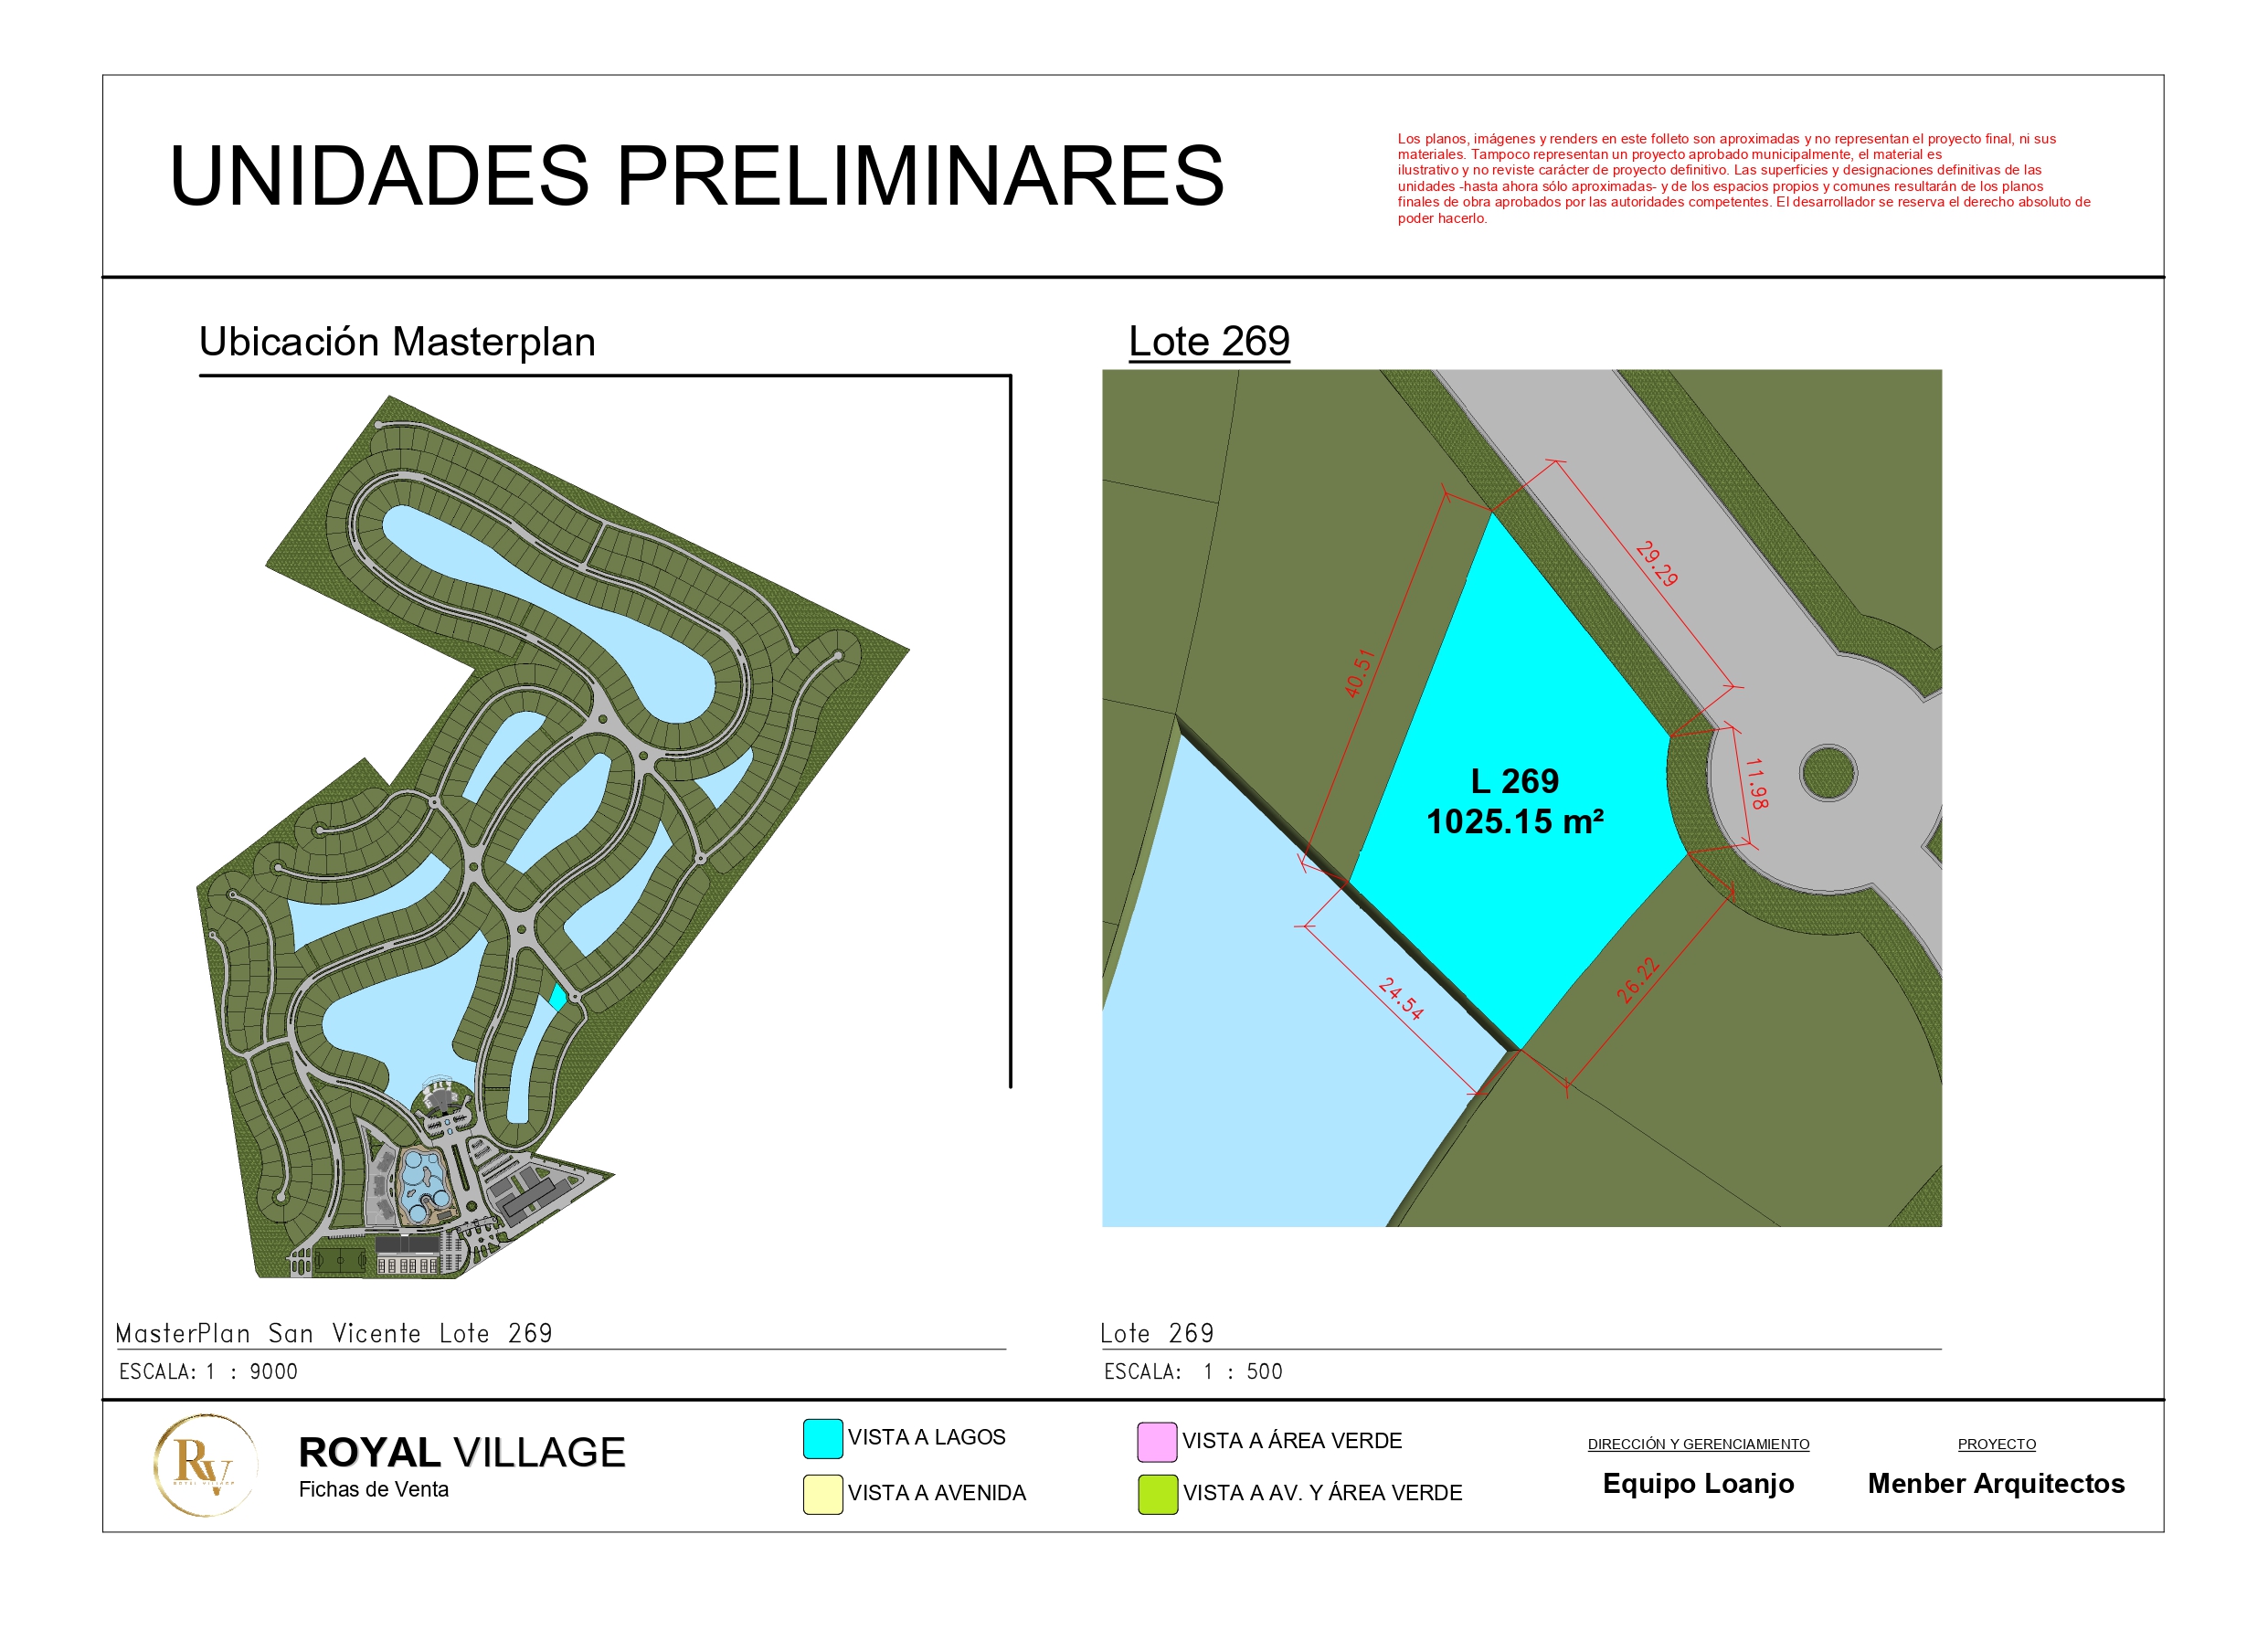 UNIDADES PRELIMINARES
Los planos, imágenes y renders en este folleto son aproximadas y no representan el proyecto final, ni sus
materiales. Tampoco representan un proyecto aprobado municipalmente, el material es
ilustrativo y no reviste carácter de proyecto definitivo. Las superficies y designaciones definitivas de las
unidades -hasta ahora sólo aproximadas- y de los espacios propios y comunes resultarán de los planos
finales de obra aprobados por las autoridades competentes. El desarrollador se reserva el derecho absoluto de
poder hacerlo.
Ubicación Masterplan
Lote 269
29.29
40.51
11.98
L 269
1025.15 m²
26.22
24.54
MasterPlan San Vicente Lote 269
ESCALA: 1 : 9000
Lote 269
ESCALA: 1 : 500
RV
ROYAL VILLAGE
ROYAL VILLAGE
Fichas de Venta
VISTA A LAGOS
VISTA A AVENIDA
VISTA A ÁREA VERDE
VISTA A AV. Y ÁREA VERDE
DIRECCIÓN Y GERENCIAMIENTO
Equipo Loanjo
PROYECTO
Menber Arquitectos